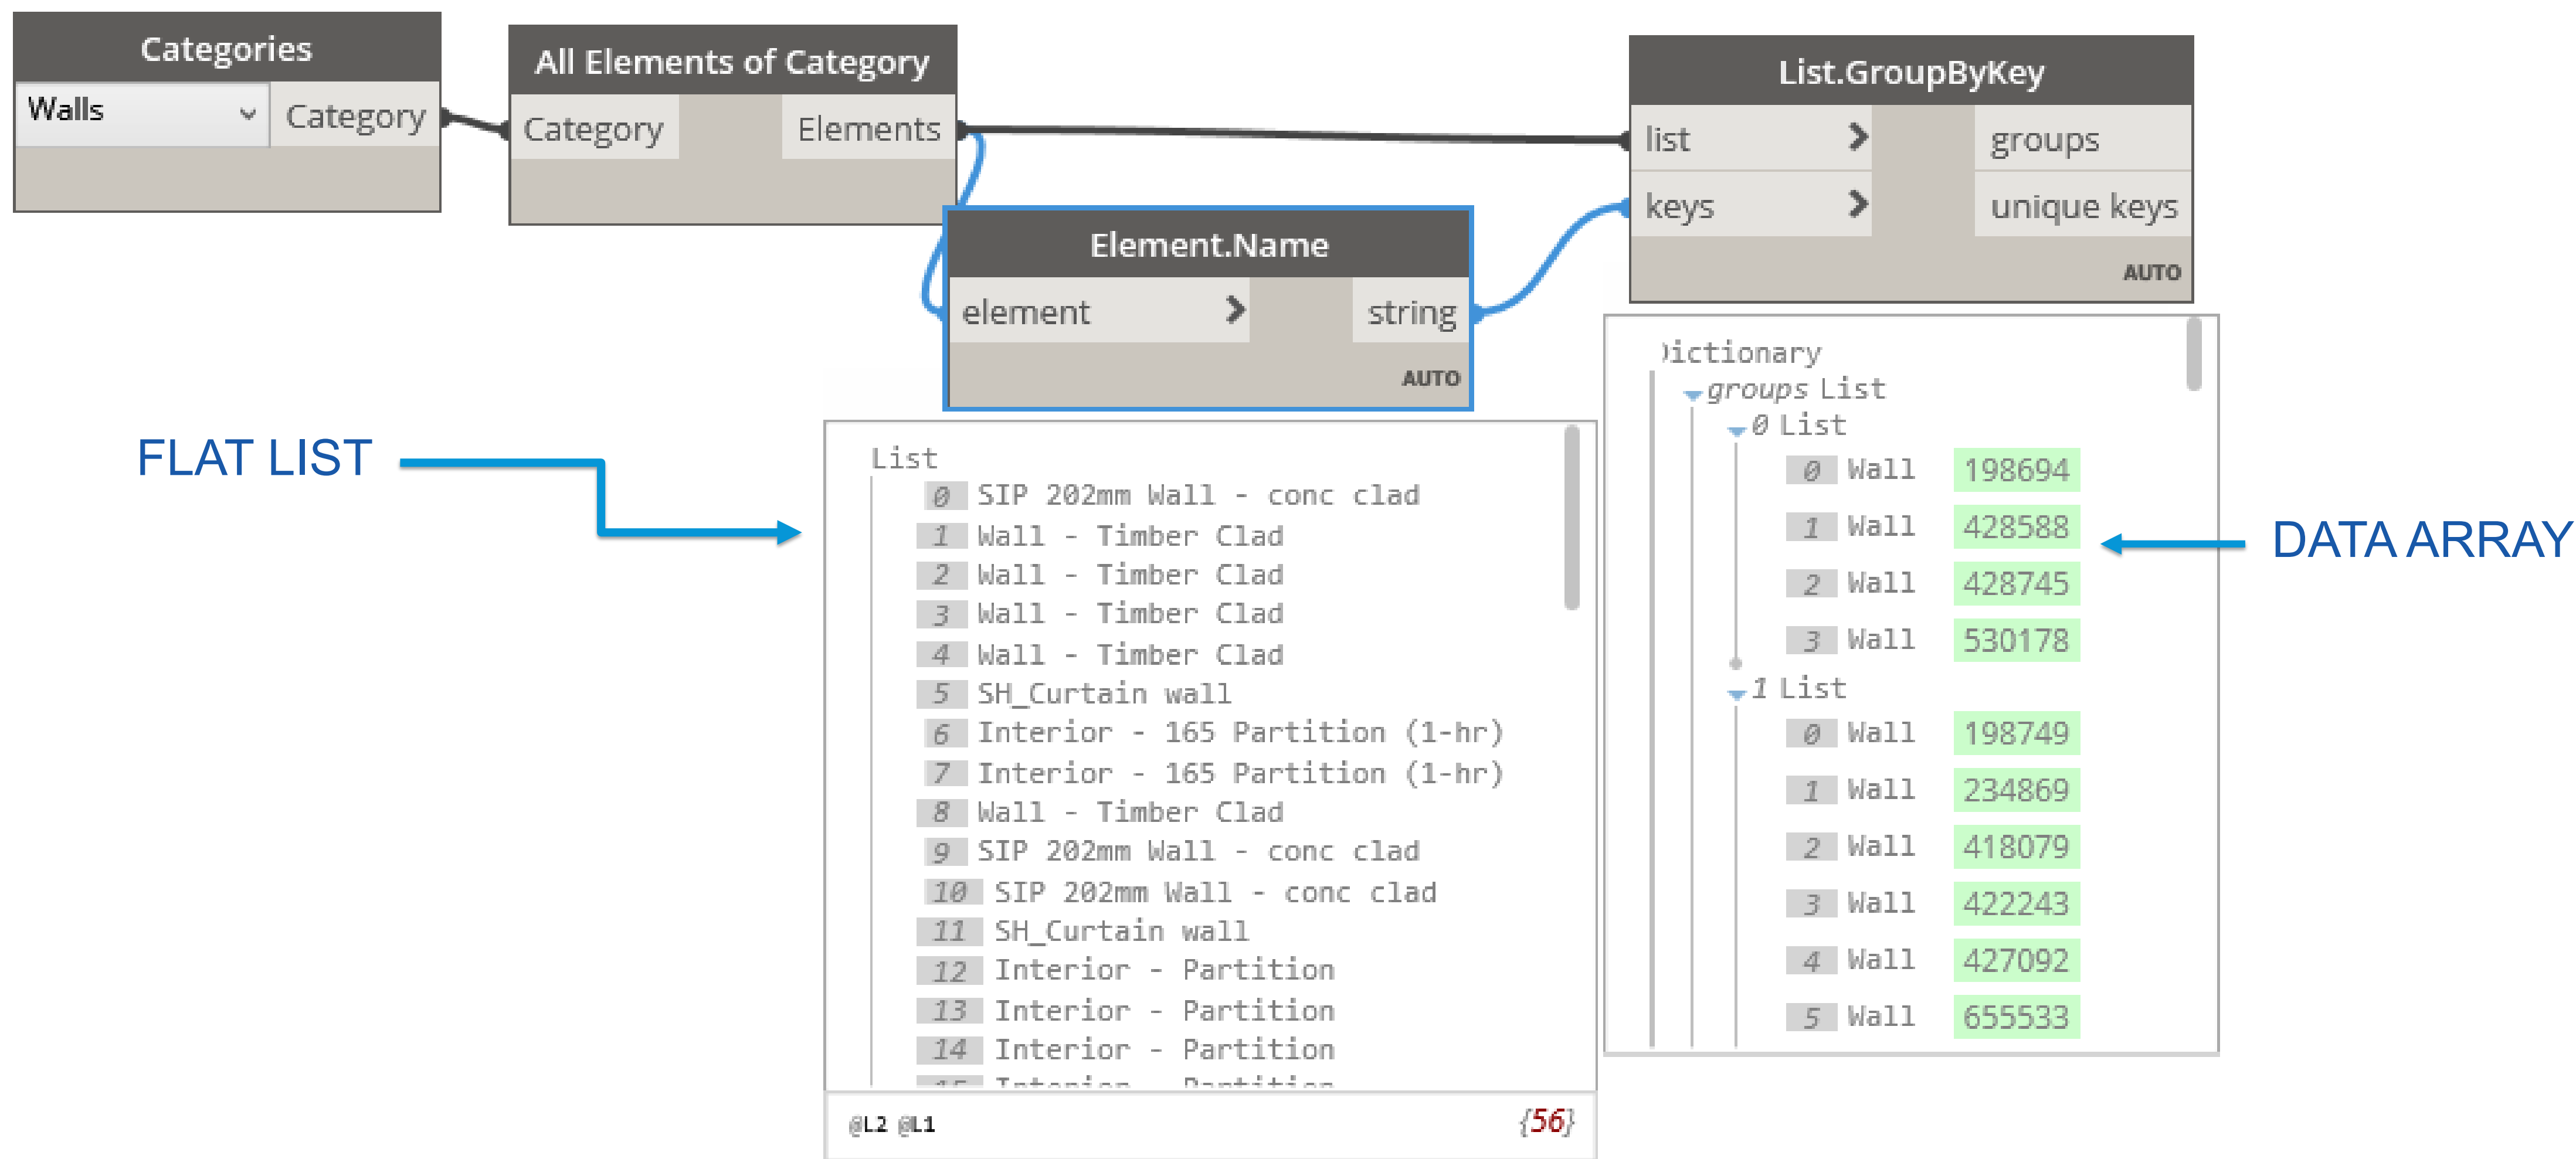 Categories
Walls
Category
All Elements of Category
Category
Elements
List.GroupByKey
list
groups
keys
unique keys
AUTO
Element.Name
element
string
AUTO
FLAT LIST
List
0 SIP 202mm Wall - conc clad
1 Wall - Timber Clad
2 Wall - Timber Clad
3 Wall - Timber Clad
4 Wall - Timber Clad
5 SH_Curtain wall
6 Interior - 165 Partition (1-hr)
7 Interior - 165 Partition (1-hr)
8 Wall - Timber Clad
9 SIP 202mm Wall - conc clad
10 SIP 202mm Wall - conc clad
11 SH_Curtain wall
12 Interior - Partition
13 Interior - Partition
14 Interior - Partition
15 Interior - Partition
@L2 @L1
{56}
Dictionary
groups List
0 List
0 Wall 198694
1 Wall 428588
2 Wall 428745
3 Wall 530178
1 List
0 Wall 198749
1 Wall 234869
2 Wall 418079
3 Wall 422243
4 Wall 427092
5 Wall 655533
DATA ARRAY